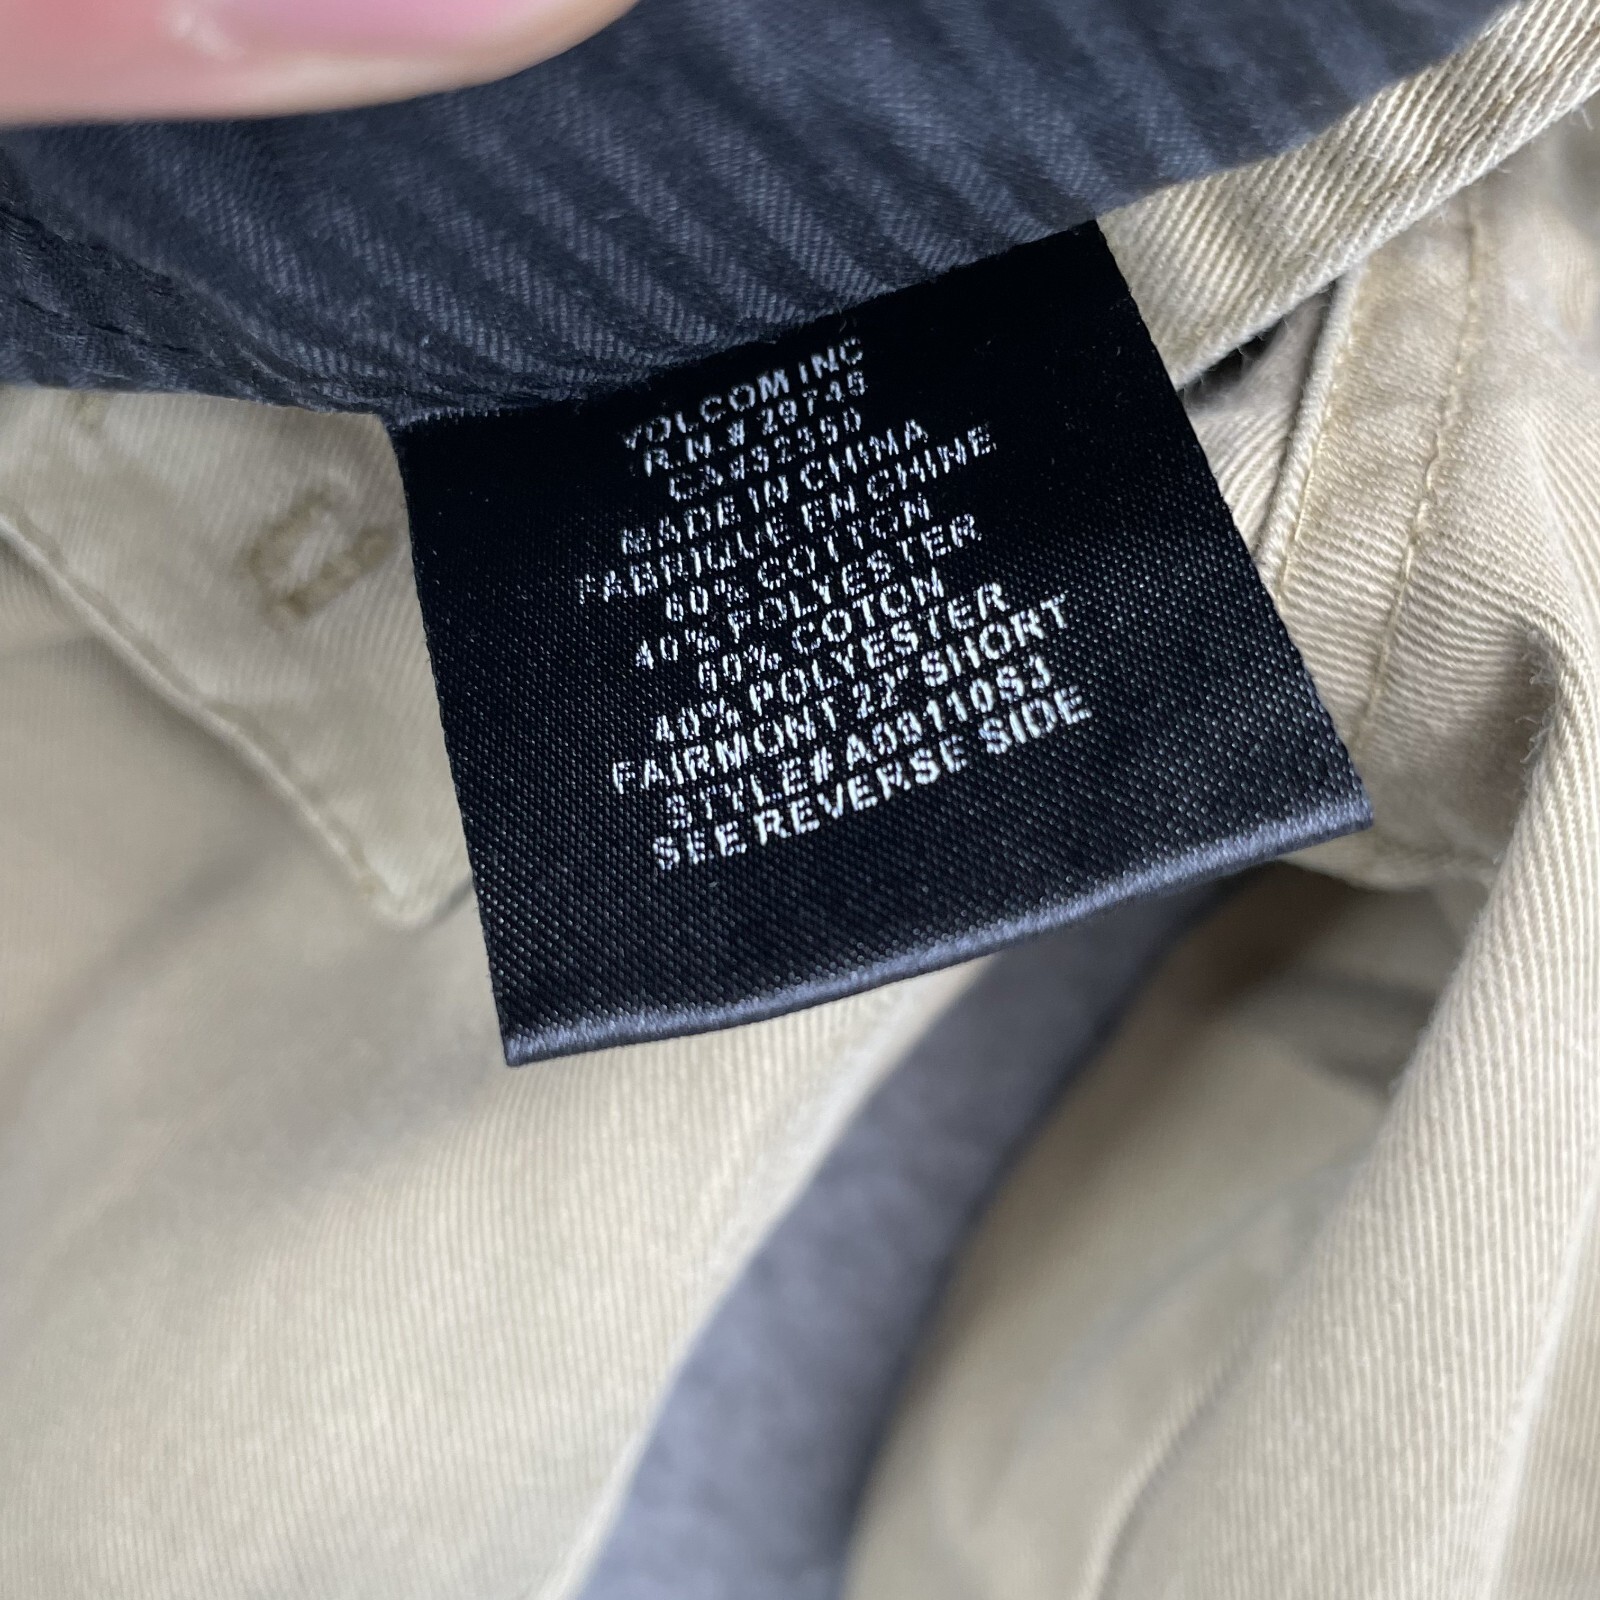 VOLCOM INC
R.N.# 29745
CA#32350
MADE IN CHINA
FABRIQUE EN CHINE
60% COTTON
40% POLYESTER
60% COTON
40% POLYESTER
FAIRMONT 22" SHORT
STYLE# A09110SJ
SEE REVERSE SIDE